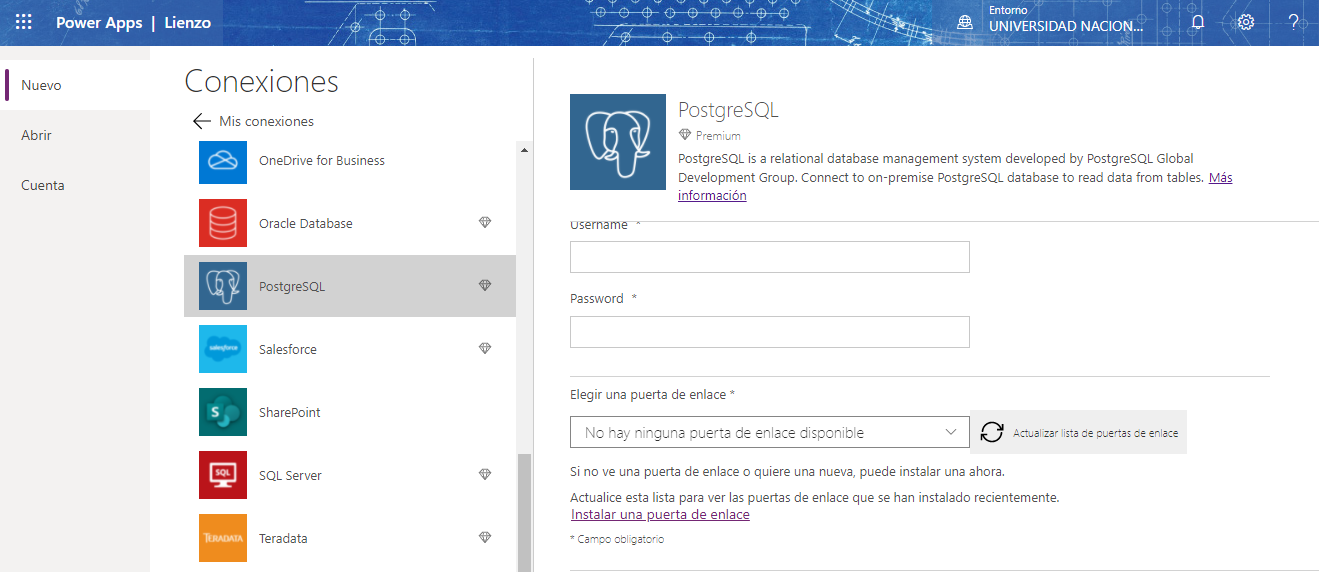 Power Apps | Lienzo
Entorno
UNIVERSIDAD NACION...
?
Nuevo
Abrir
Cuenta
Conexiones
Mis conexiones
OneDrive for Business
Oracle Database
PostgreSQL
salesforce
Salesforce
S
SharePoint
SQL
SQL Server
TERADATA
Teradata
PostgreSQL
Premium
PostgreSQL is a relational database management system developed by PostgreSQL Global
Development Group. Connect to on-premise PostgreSQL database to read data from tables. Más
información
Username *
Password *
Elegir una puerta de enlace *
No hay ninguna puerta de enlace disponible
Actualizar lista de puertas de enlace
Si no ve una puerta de enlace o quiere una nueva, puede instalar una ahora.
Actualice esta lista para ver las puertas de enlace que se han instalado recientemente.
Instalar una puerta de enlace
* Campo obligatorio